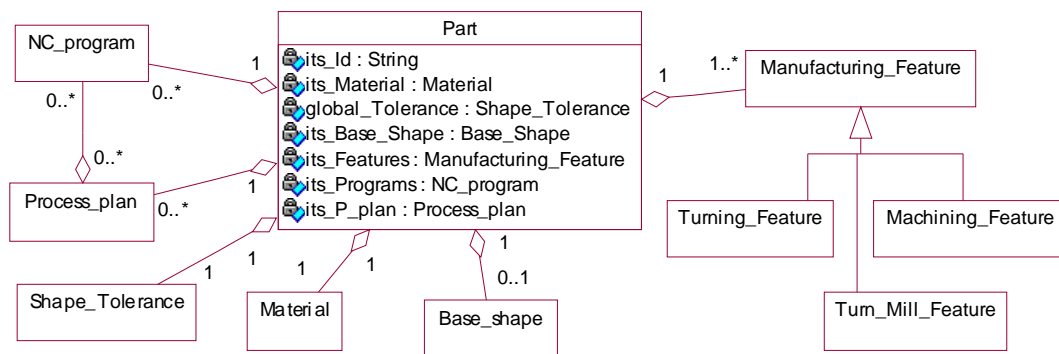 Part
its_Id : String
its_Material : Material
global_Tolerance : Shape_Tolerance
its_Base_Shape : Base_Shape
its_Features : Manufacturing_Feature
its_Programs : NC_program
its_P_plan : Process_plan
NC_program
1
0..*
0..*
0..*
Process_plan
1
0..*
Shape_Tolerance
1
1
Material
1
1
Base_shape
1
0..1
1
1..*
Manufacturing_Feature
Turning_Feature
Machining_Feature
Turn_Mill_Feature